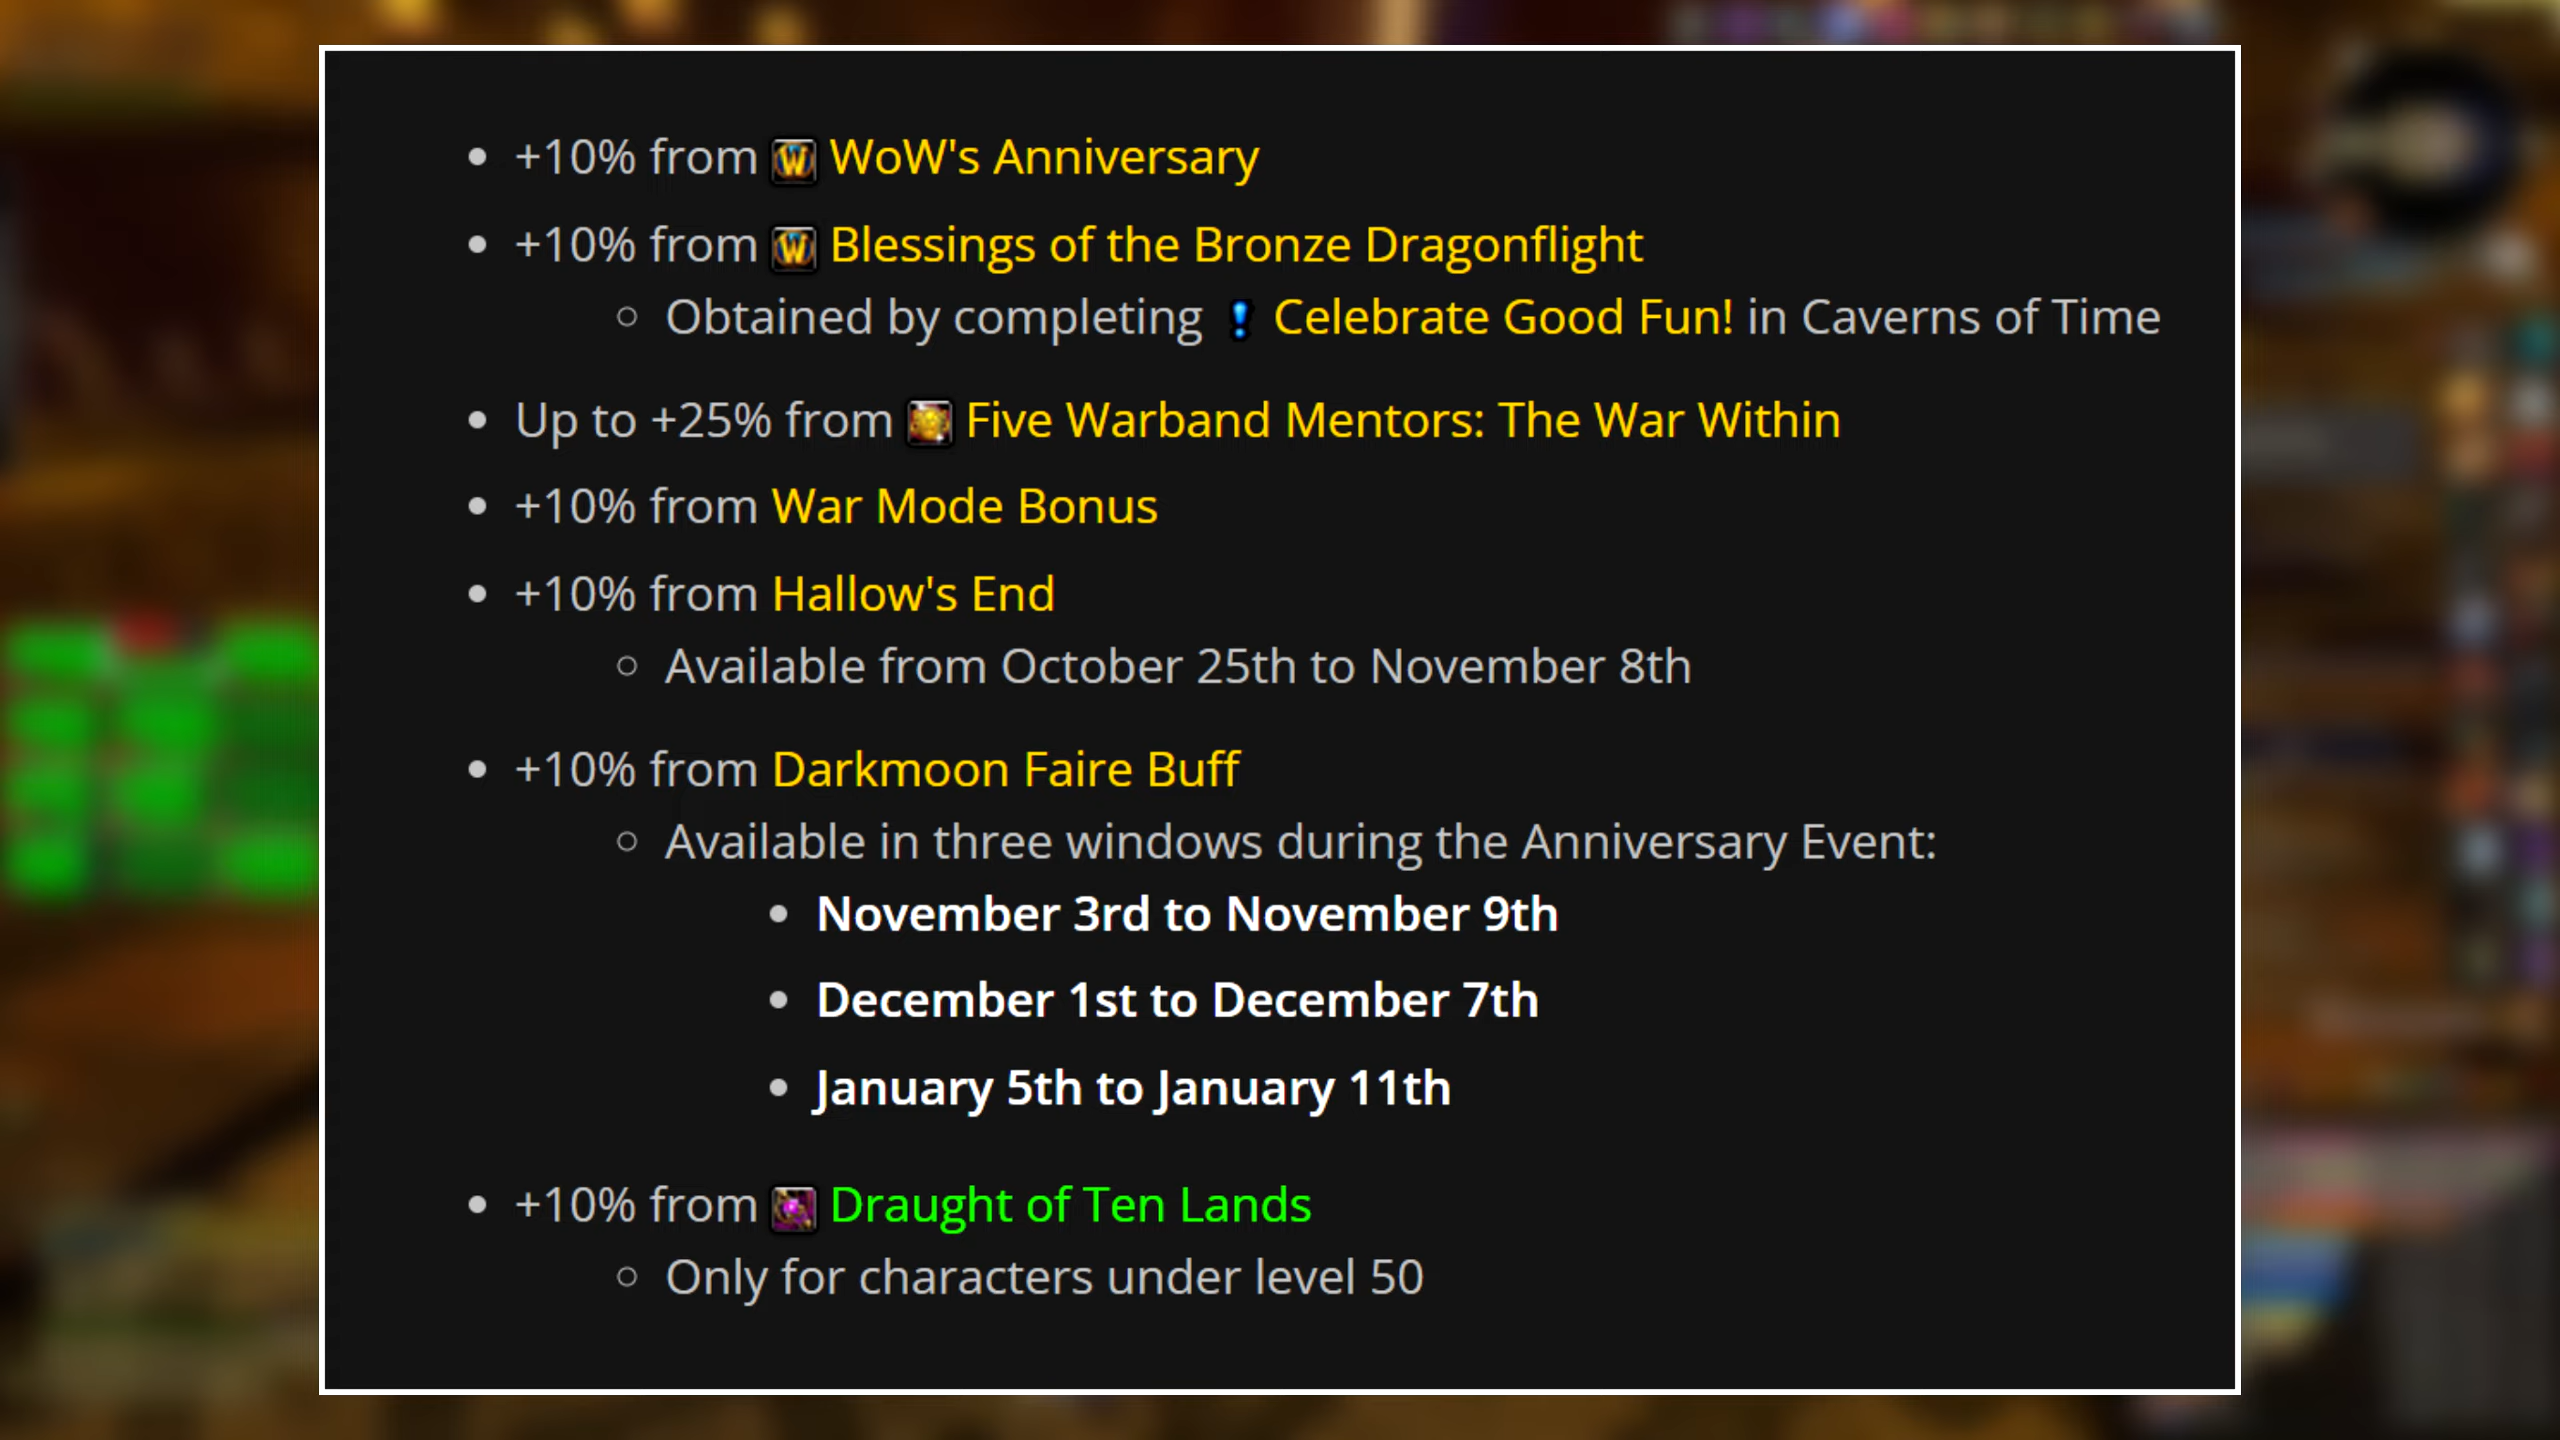 +10% from WoW's Anniversary
+10% from Blessings of the Bronze Dragonflight
Obtained by completing Celebrate Good Fun! in Caverns of Time
Up to +25% from Five Warband Mentors: The War Within
+10% from War Mode Bonus
+10% from Hallow's End
Available from October 25th to November 8th
+10% from Darkmoon Faire Buff
Available in three windows during the Anniversary Event:
November 3rd to November 9th
December 1st to December 7th
January 5th to January 11th
+10% from Draught of Ten Lands
Only for characters under level 50